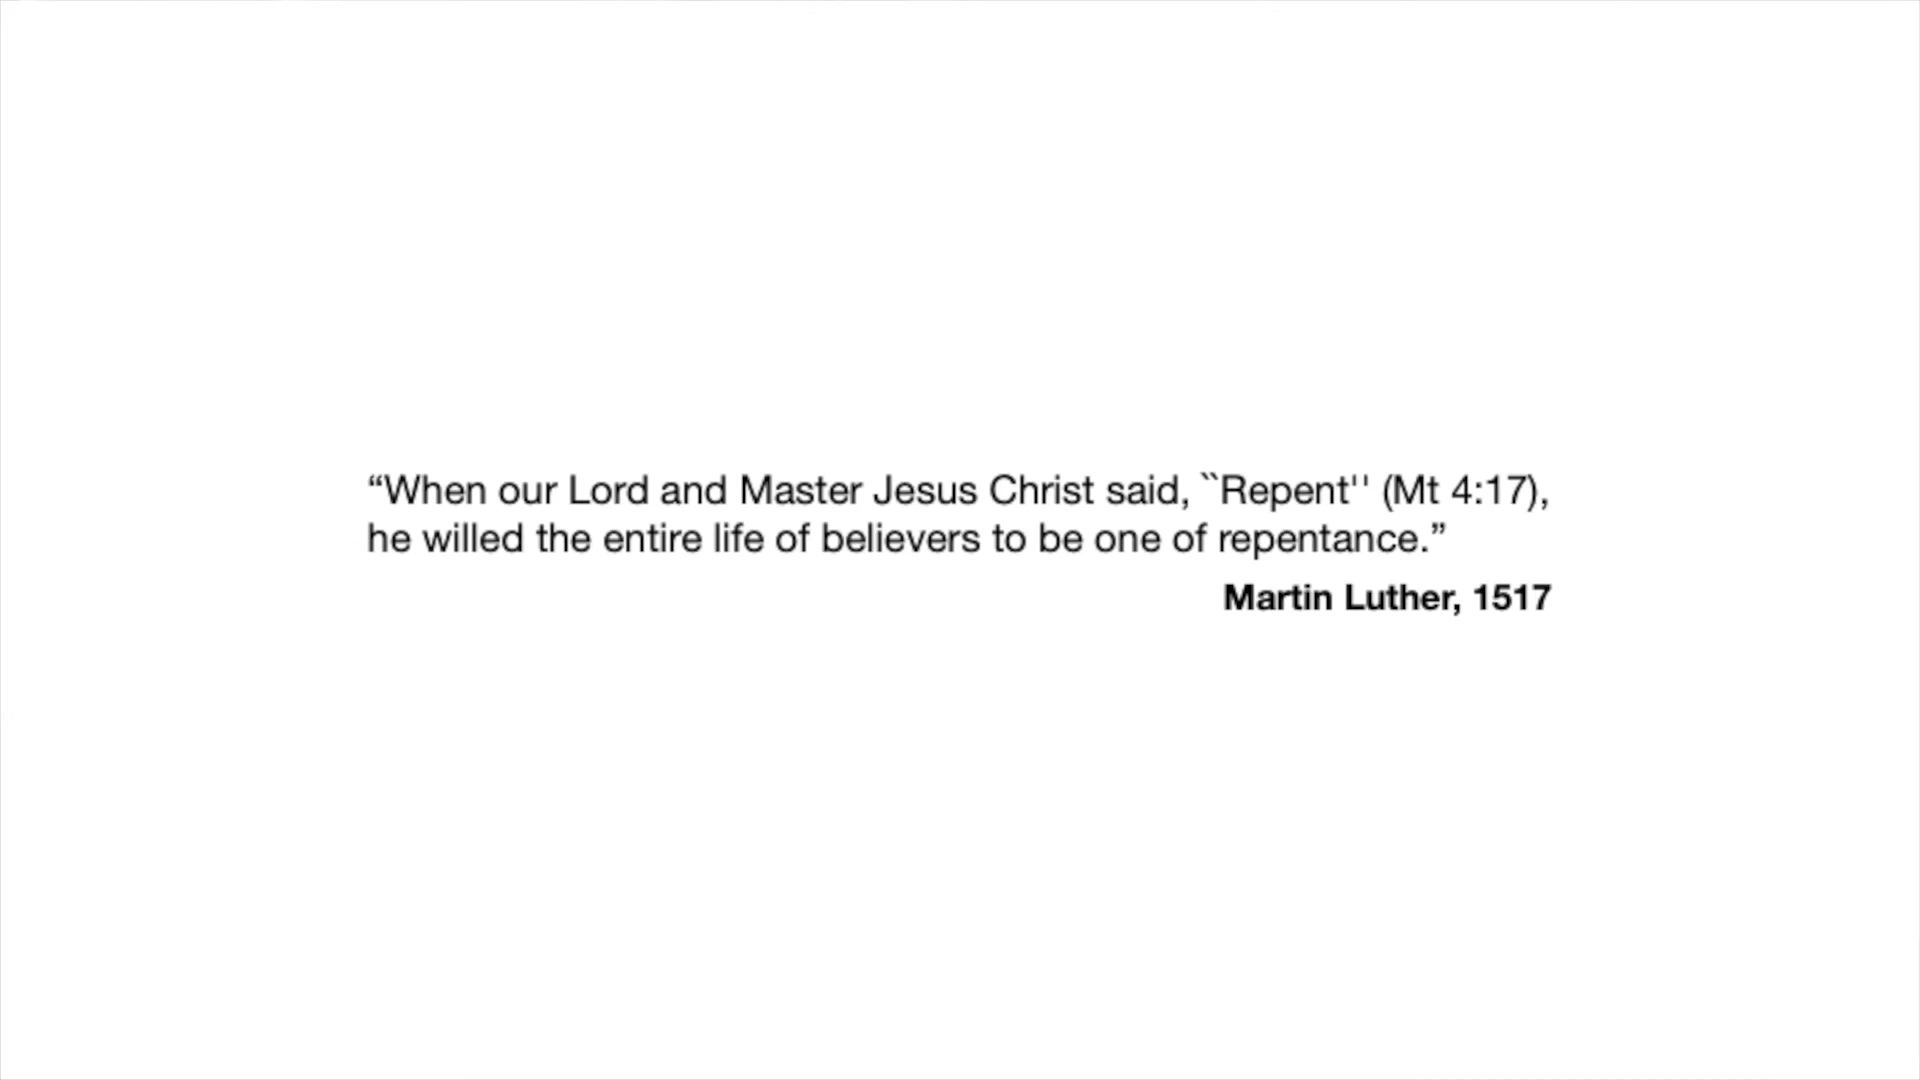 “When our Lord and Master Jesus Christ said, ``Repent'' (Mt 4:17),
he willed the entire life of believers to be one of repentance.”
Martin Luther, 1517